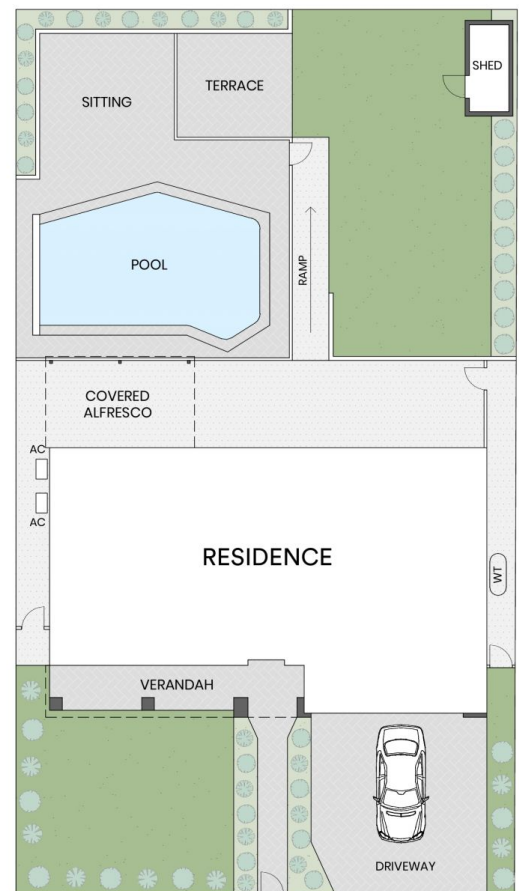 SHED
TERRACE
SITTING
POOL
RAMP
COVERED
ALFRESCO
AC
AC
RESIDENCE
WT
VERANDAH
DRIVEWAY